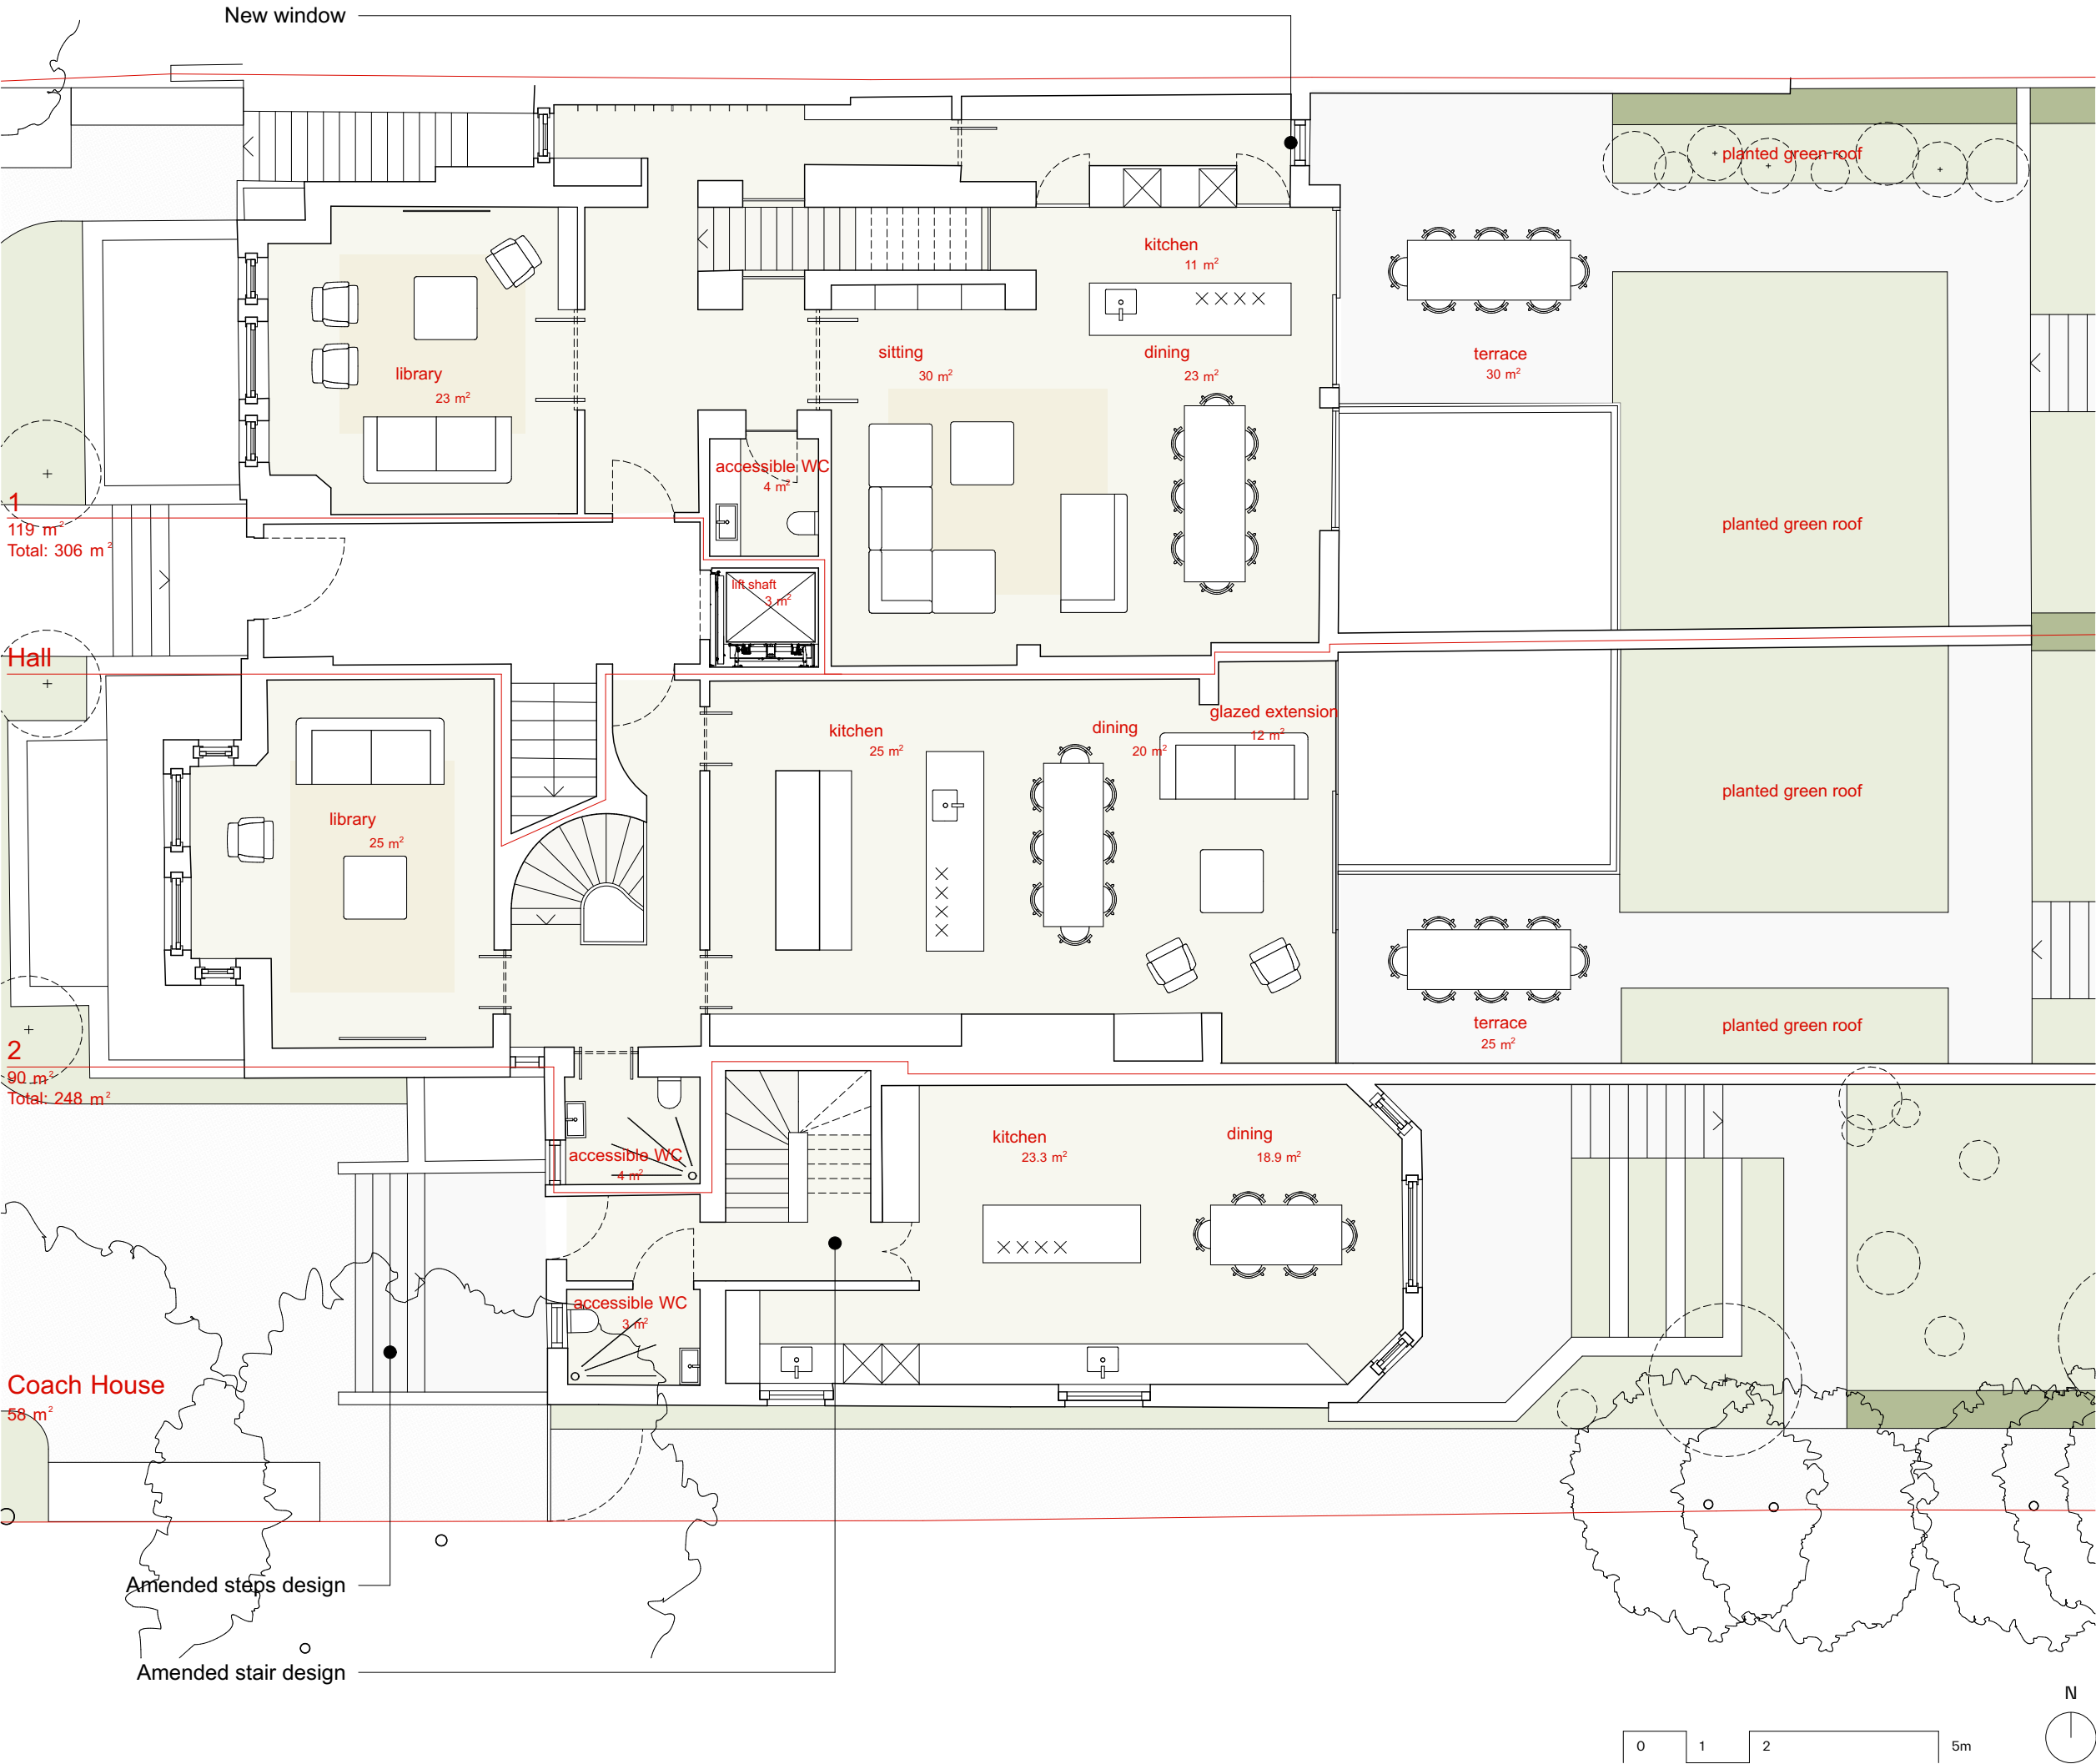 New window
planted green roof
kitchen
11 m²
library
23 m²
sitting
30 m²
dining
23 m²
terrace
30 m²
accessible WC
4 m²
1
119 m²
Total: 306 m²
planted green roof
lift shaft
3 m²
Hall
kitchen
25 m²
dining
20 m²
glazed extension
12 m²
library
25 m²
planted green roof
terrace
25 m²
planted green roof
2
90 m²
Total: 248 m²
kitchen
23.3 m²
dining
18.9 m²
accessible WC
4 m²
accessible WC
3 m²
Coach House
58 m²
Amended steps design
Amended stair design
N
0 1 2 5m